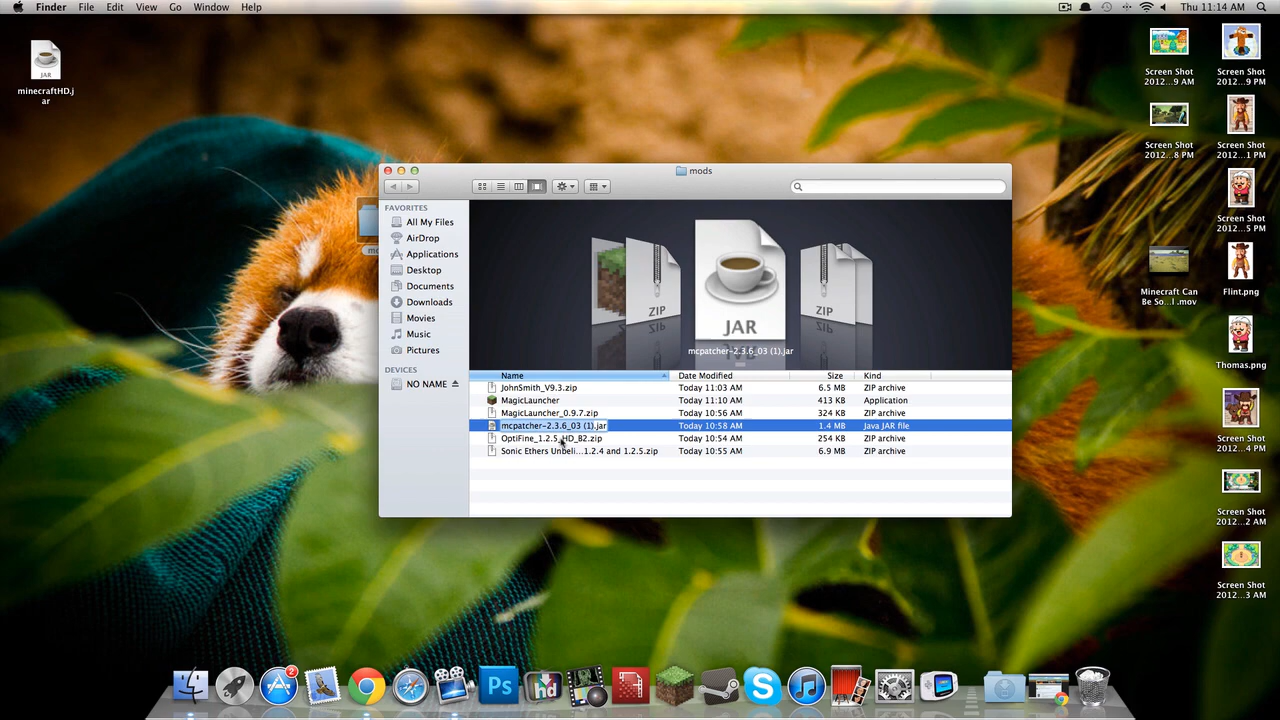 Finder File Edit View Go Window Help Thu 11:14 AM
JAR
minecraftHD.j
ar
Screen Shot
2012...9 AM
Screen Shot
2012...9 PM
Screen Shot
2012...8 PM
Screen Shot
2012...1 PM
Screen Shot
2012...5 PM
Minecraft Can
Be So...l .mov
Flint.png
Thomas.png
Screen Shot
2012...4 PM
Screen Shot
2012...2 AM
Screen Shot
2012...3 AM
mods
FAVORITES
All My Files
AirDrop
Applications
Desktop
Documents
Downloads
Movies
Music
Pictures
DEVICES
NO NAME
ZIP
JAR
ZIP
mcpatcher-2.3.6_03 (1).jar
Name Date Modified Size Kind
JohnSmith_V9.3.zip Today 11:03 AM 6.5 MB ZIP archive
MagicLauncher Today 11:10 AM 413 KB Application
MagicLauncher_0.9.7.zip Today 10:56 AM 324 KB ZIP archive
mcpatcher-2.3.6_03 (1).jar Today 10:58 AM 1.4 MB Java JAR file
OptiFine_1.2.5_HD_B2.zip Today 10:54 AM 254 KB ZIP archive
Sonic Ethers Unbeli...1.2.4 and 1.2.5.zip Today 10:55 AM 6.9 MB ZIP archive
2
Ps
hd